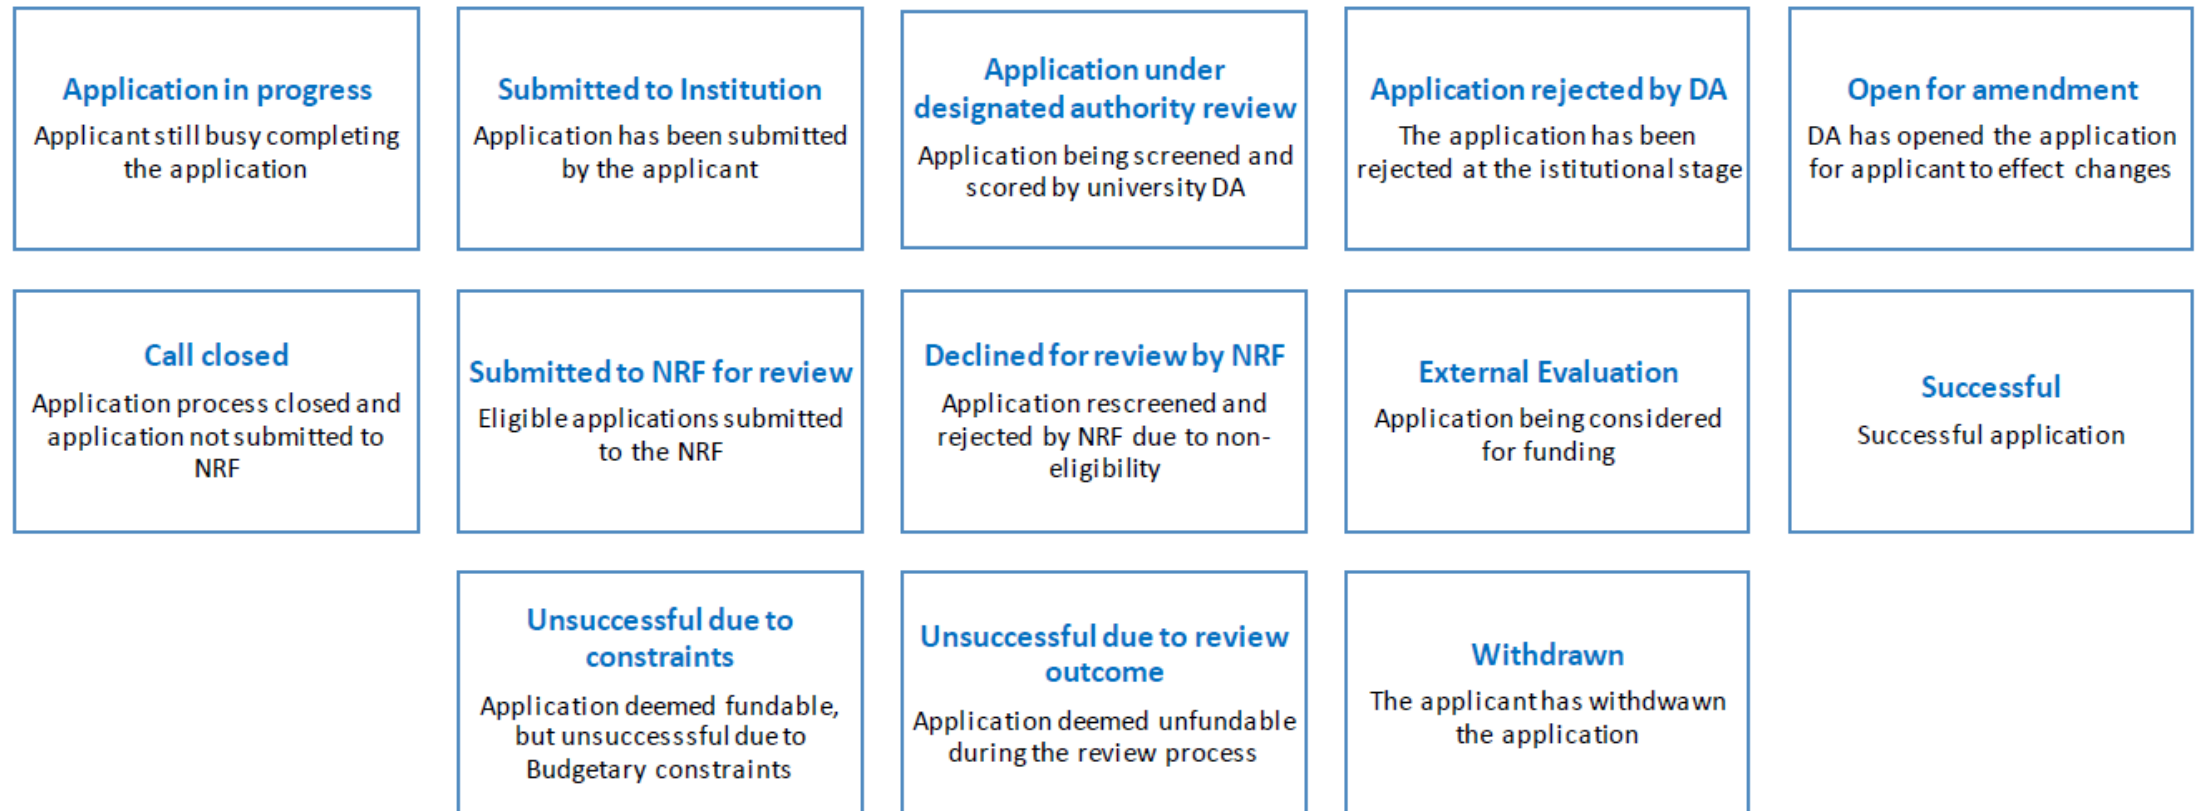 Application in progress
Applicant still busy completing
the application
Submitted to Institution
Application has been submitted
by the applicant
Application under
designated authority review
Application being screened and
scored by university DA
Application rejected by DA
The application has been
rejected at the istitutional stage
Open for amendment
DA has opened the application
for applicant to effect changes
Call closed
Application process closed and
application not submitted to
NRF
Submitted to NRF for review
Eligible applications submitted
to the NRF
Declined for review by NRF
Application rescreened and
rejected by NRF due to non-
eligibility
External Evaluation
Application being considered
for funding
Successful
Successful application
Unsuccessful due to
constraints
Application deemed fundable,
but unsuccesssful due to
Budgetary constraints
Unsuccessful due to review
outcome
Application deemed unfundable
during the review process
Withdrawn
The applicant has withdwawn
the application